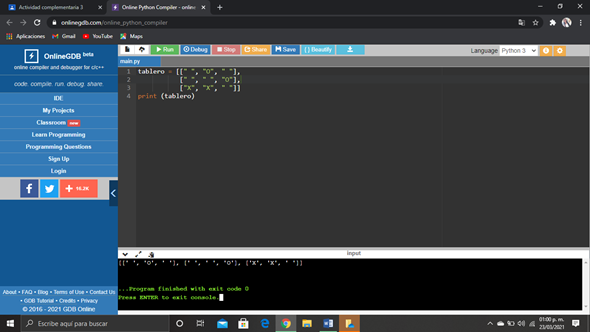 Actividad complementaria 3
Online Python Compiler - online
onlinegdb.com/online_python_compiler
Aplicaciones Gmail YouTube Maps
OnlineGDB beta
online compiler and debugger for c/c++
code. compile. run. debug. share.
IDE
My Projects
Classroom new
Learn Programming
Programming Questions
Sign Up
Login
+ 16.2K
About • FAQ • Blog • Terms of Use • Contact Us
• GDB Tutorial • Credits • Privacy
© 2016 - 2021 GDB Online
Run Debug Stop Share Save { } Beautify
Language Python 3
main.py
1 tablero = [[" ", "O", " "],
2 [" ", " ", "O"],
3 ["X", "X", " "]]
4 print (tablero)
input
[[' ', 'O', ' '], [' ', ' ', 'O'], ['X', 'X', ' ']]
...Program finished with exit code 0
Press ENTER to exit console.
Escribe aquí para buscar
01:00 p. m.
23/03/2021